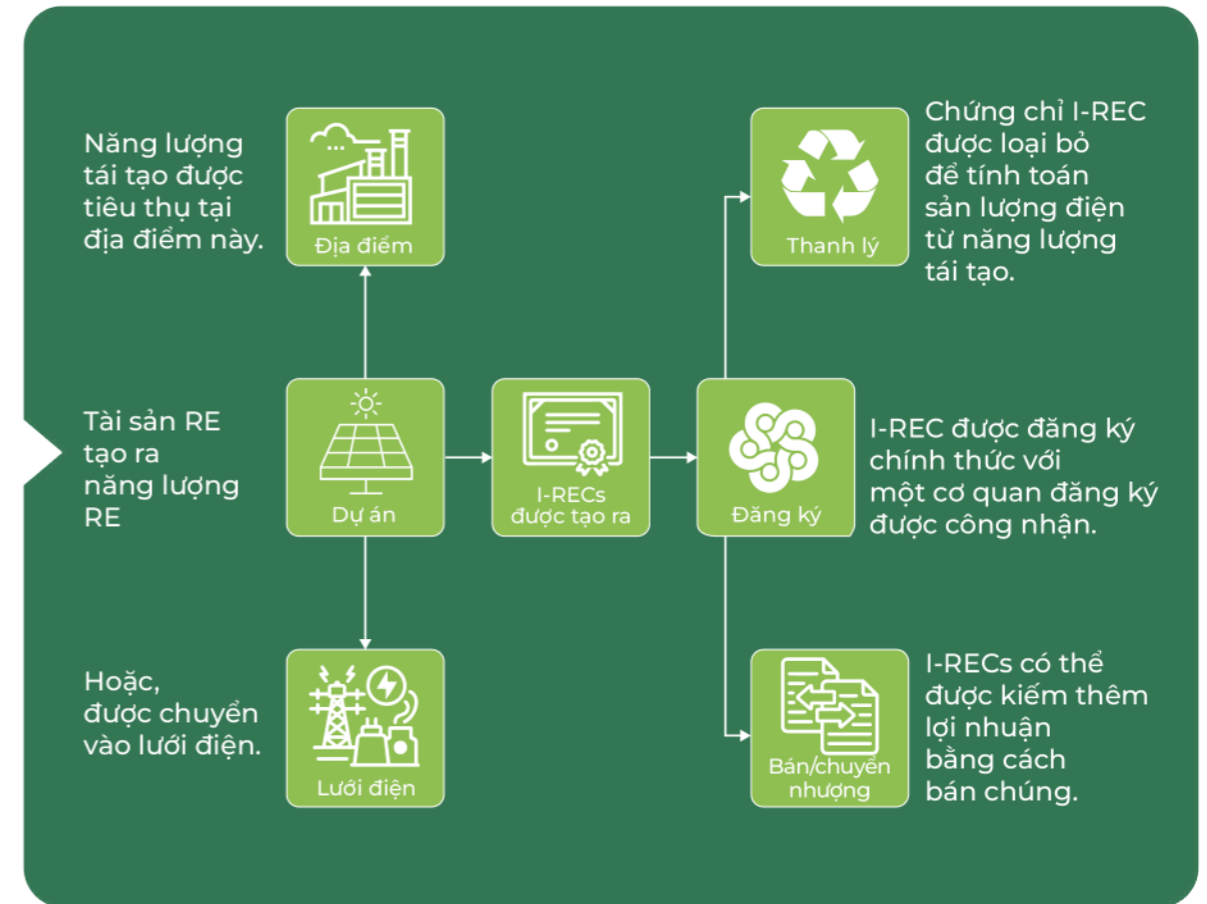 Năng lượng
tái tạo được
tiêu thụ tại
địa điểm này.
Địa điểm
Thanh lý
Chứng chỉ I-REC
được loại bỏ
để tính toán
sản lượng điện
từ năng lượng
tái tạo.
Tài sản RE
tạo ra
năng lượng
RE
Dự án
I-RECs
được tạo ra
Đăng ký
I-REC được đăng ký
chính thức với
một cơ quan đăng ký
được công nhận.
Hoặc,
được chuyển
vào lưới điện.
Lưới điện
Bán/chuyển
nhượng
I-RECs có thể
được kiếm thêm
lợi nhuận
bằng cách
bán chúng.